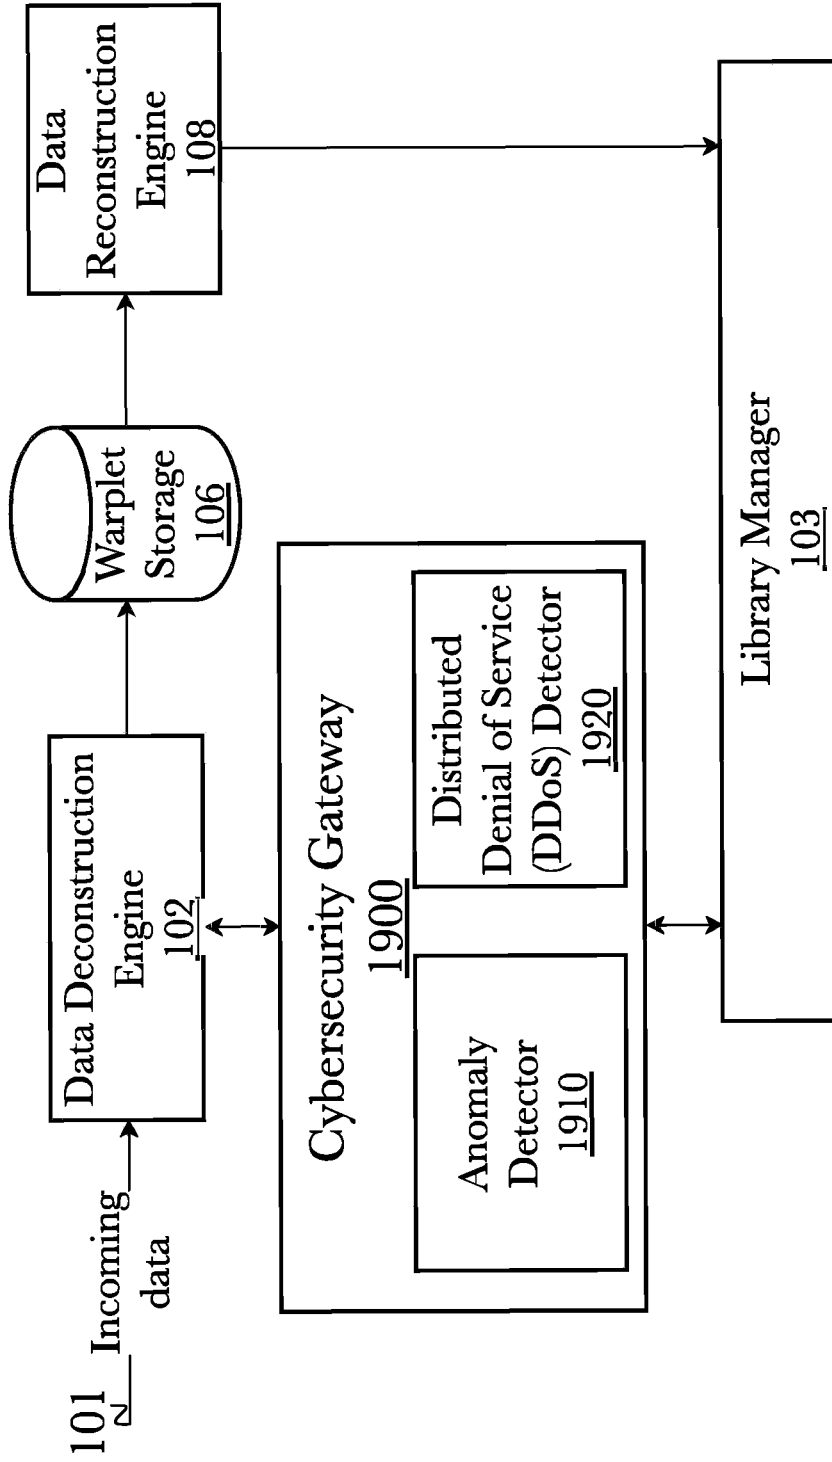 101
Incoming
data
Data Deconstruction
Engine
102
Warplet
Storage
106
Data
Reconstruction
Engine
108
Cybersecurity Gateway
1900
Anomaly
Detector
1910
Distributed
Denial of Service
(DDoS) Detector
1920
Library Manager
103